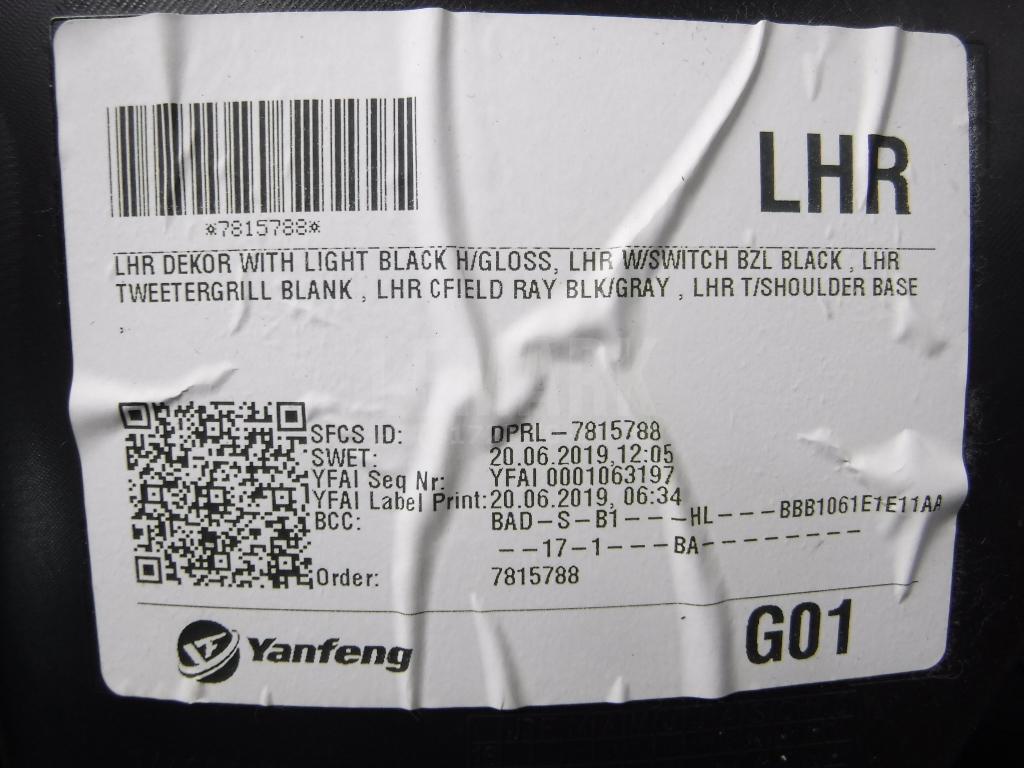 LHR
*7815788*
LHR DEKOR WITH LIGHT BLACK H/GLOSS, LHR W/SWITCH BZL BLACK , LHR
TWEETERGRILL BLANK , LHR CFIELD RAY BLK/GRAY , LHR T/SHOULDER BASE
,
SFCS ID: DPRL-7815788
SWET: 20.06.2019,12:05
YFAI Seq Nr: YFAI 0001063197
YFAI Label Print: 20.06.2019, 06:34
BCC: BAD-S-B1---HL---BBB1061E1E11AA
--17-1---BA--------
Order: 7815788
Yanfeng
G01